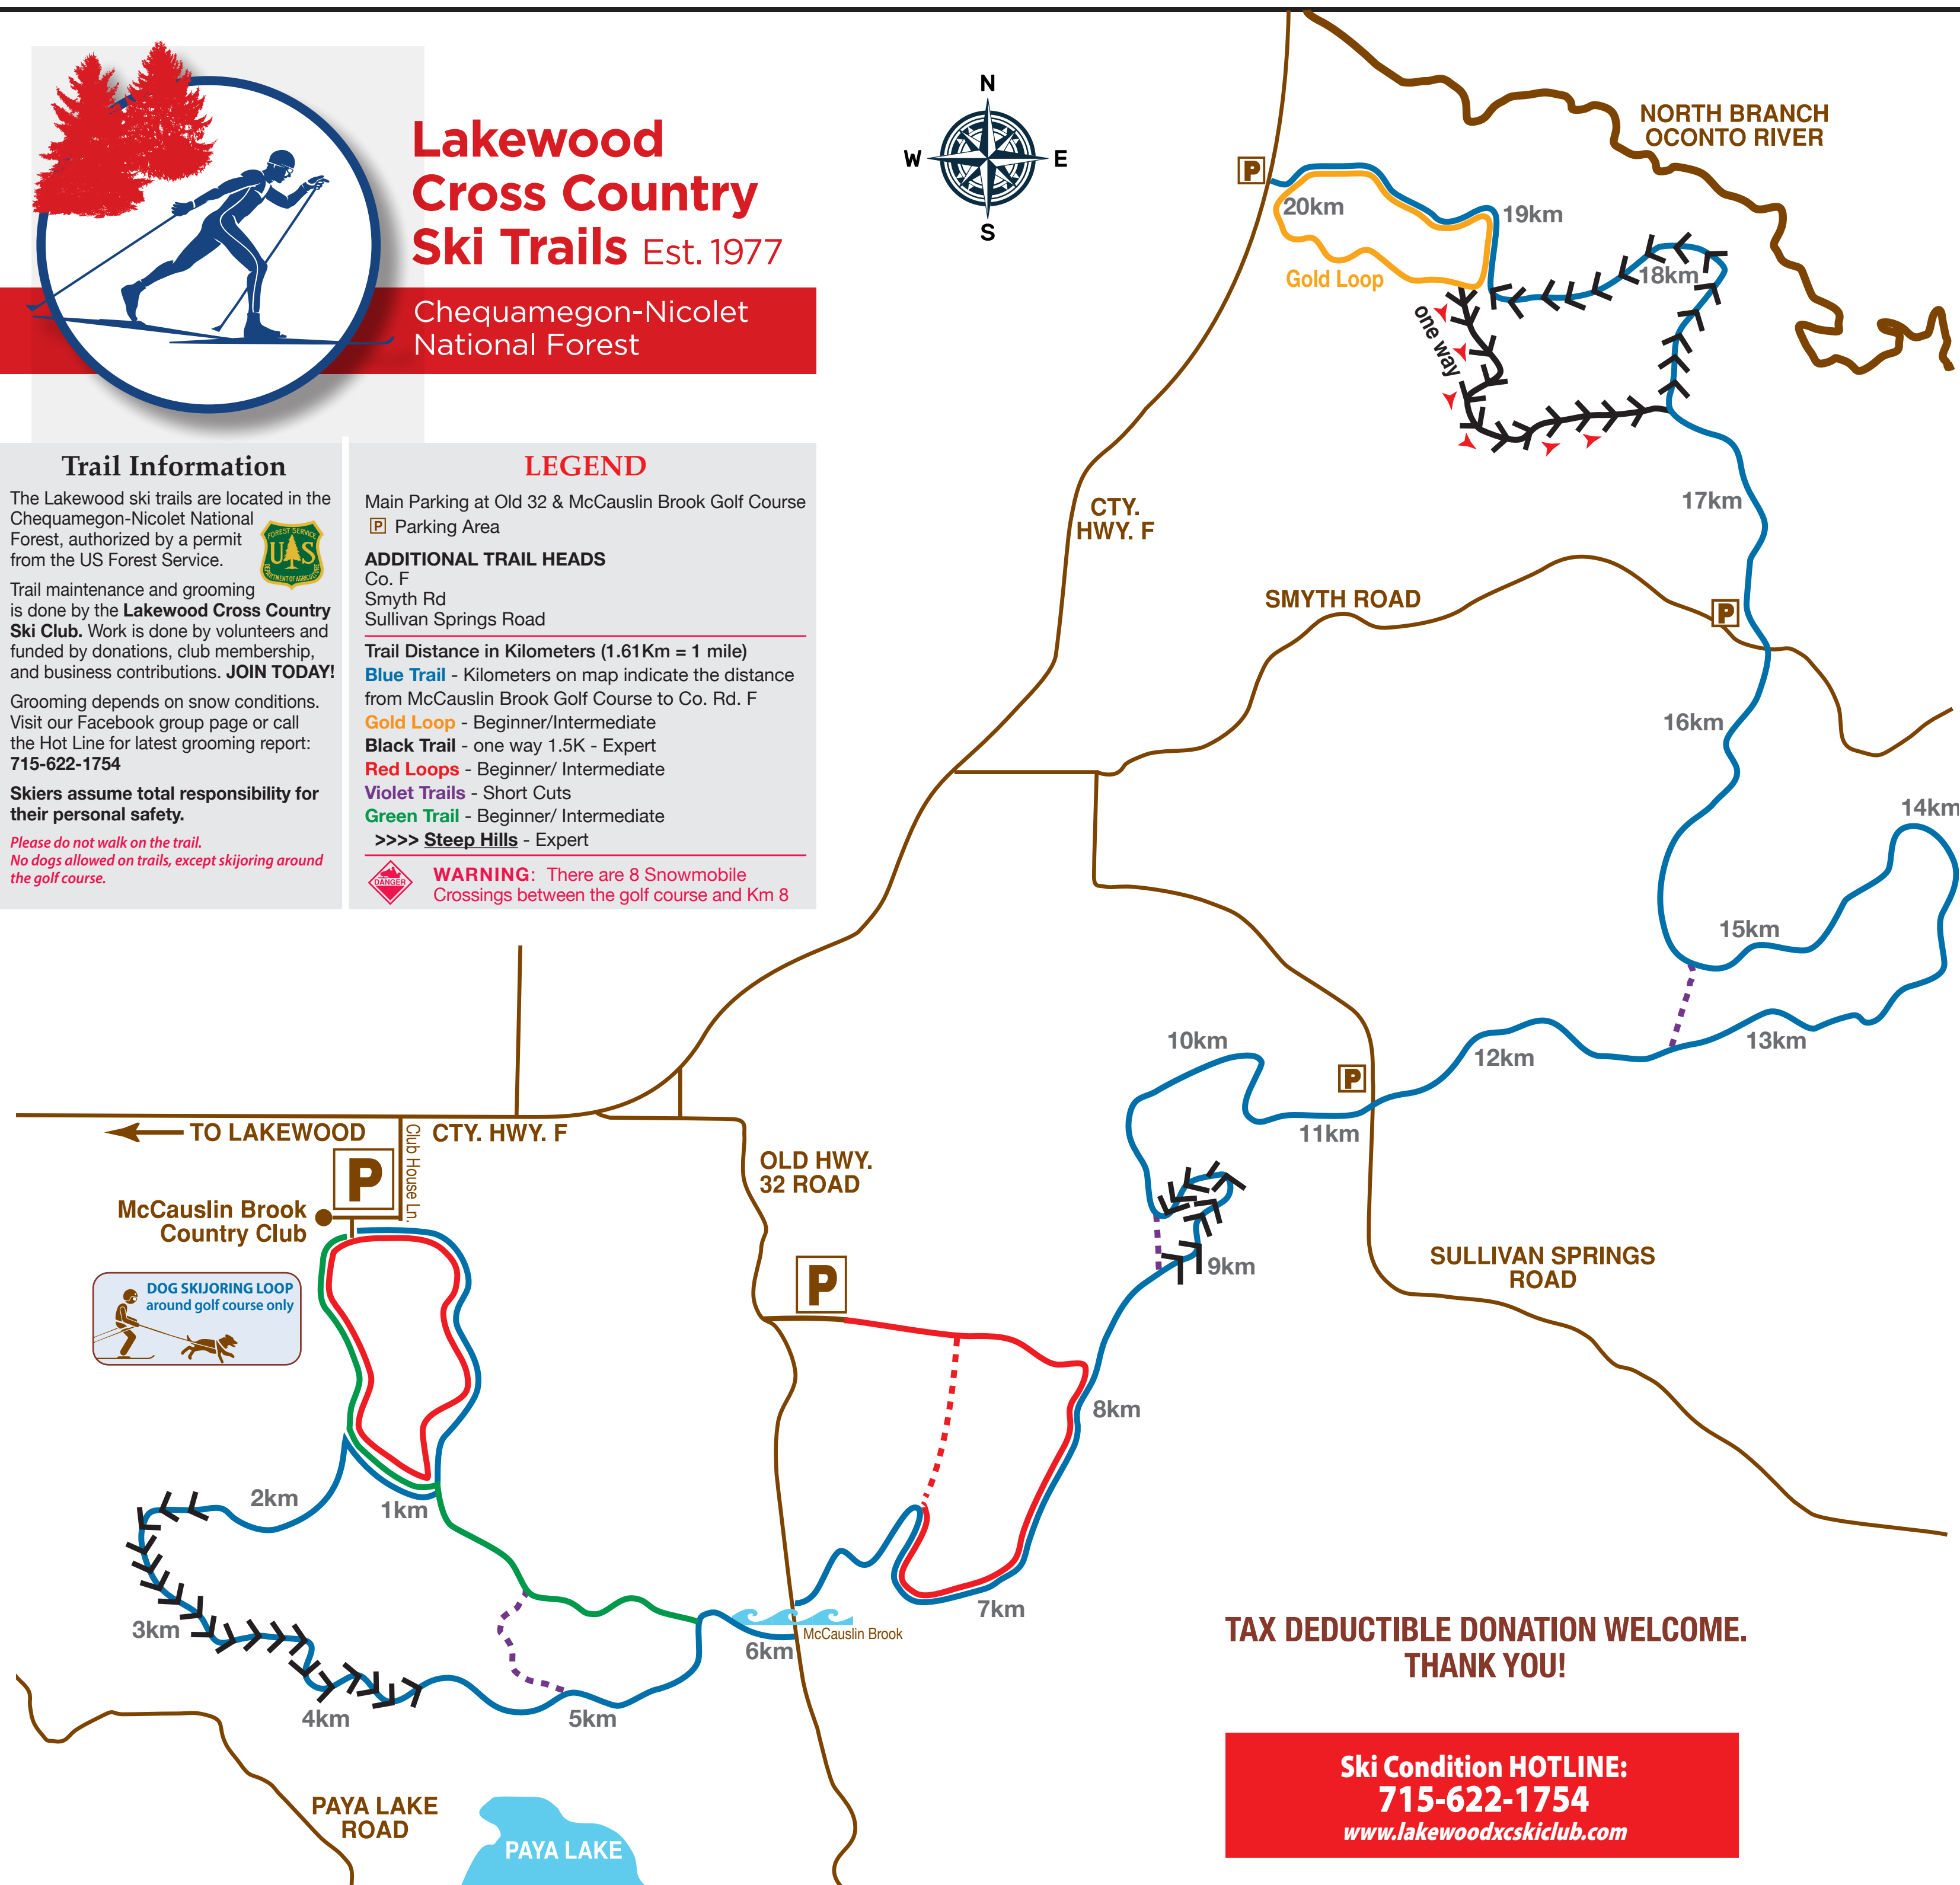 Lakewood
Cross Country
Ski Trails Est. 1977
Chequamegon-Nicolet
National Forest
N
W
E
S
Trail Information
The Lakewood ski trails are located in the
Chequamegon-Nicolet National
Forest, authorized by a permit
from the US Forest Service.
FOREST SERVICE
U S
DEPARTMENT OF AGRICULTURE
Trail maintenance and grooming
is done by the Lakewood Cross Country
Ski Club. Work is done by volunteers and
funded by donations, club membership,
and business contributions. JOIN TODAY!
Grooming depends on snow conditions.
Visit our Facebook group page or call
the Hot Line for latest grooming report:
715-622-1754
Skiers assume total responsibility for
their personal safety.
Please do not walk on the trail.
No dogs allowed on trails, except skijoring around
the golf course.
LEGEND
Main Parking at Old 32 & McCauslin Brook Golf Course
P Parking Area
ADDITIONAL TRAIL HEADS
Co. F
Smyth Rd
Sullivan Springs Road
Trail Distance in Kilometers (1.61Km = 1 mile)
Blue Trail - Kilometers on map indicate the distance
from McCauslin Brook Golf Course to Co. Rd. F
Gold Loop - Beginner/Intermediate
Black Trail - one way 1.5K - Expert
Red Loops - Beginner/ Intermediate
Violet Trails - Short Cuts
Green Trail - Beginner/ Intermediate
>>>> Steep Hills - Expert
DANGER
WARNING: There are 8 Snowmobile
Crossings between the golf course and Km 8
NORTH BRANCH
OCONTO RIVER
P
20km
19km
Gold Loop
18km
one way
17km
CTY.
HWY. F
SMYTH ROAD
P
16km
14km
15km
13km
12km
10km
P
11km
TO LAKEWOOD
Club House Ln.
CTY. HWY. F
P
McCauslin Brook
Country Club
OLD HWY.
32 ROAD
P
9km
SULLIVAN SPRINGS
ROAD
DOG SKIJORING LOOP
around golf course only
8km
2km
1km
3km
7km
McCauslin Brook
6km
4km
5km
PAYA LAKE
ROAD
PAYA LAKE
TAX DEDUCTIBLE DONATION WELCOME.
THANK YOU!
Ski Condition HOTLINE:
715-622-1754
www.lakewoodxcskiclub.com